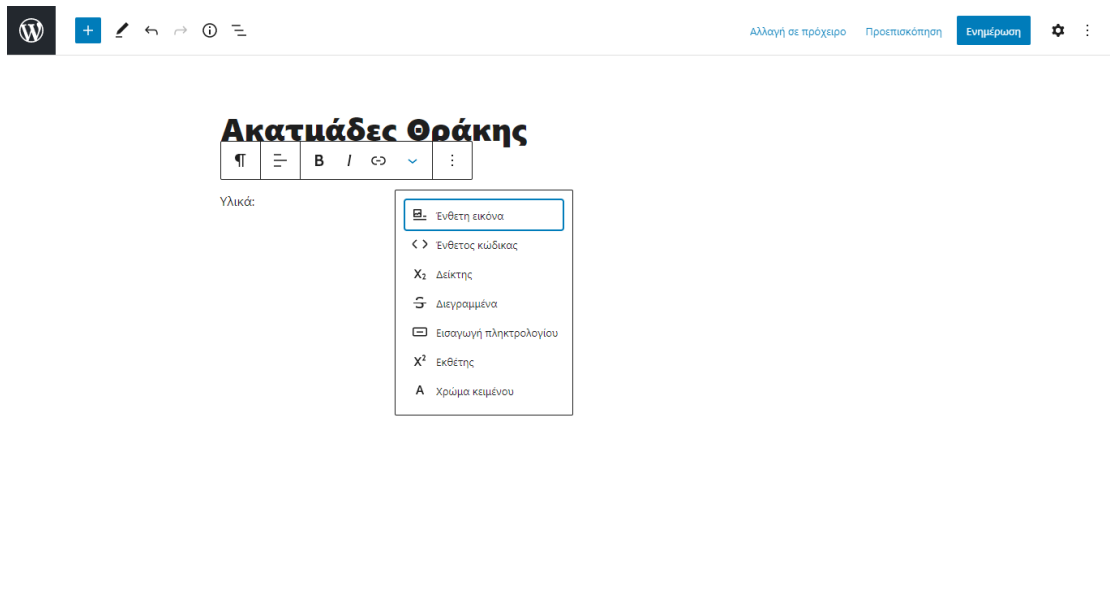 Αλλαγή σε πρόχειρο Προεπισκόπηση Ενημέρωση
Ακατμάδες Θράκης
B I
Υλικά:
Ένθετη εικόνα
Ένθετος κώδικας
X₂ Δείκτης
Διεγραμμένα
Εισαγωγή πληκτρολογίου
X² Εκθέτης
A Χρώμα κειμένου